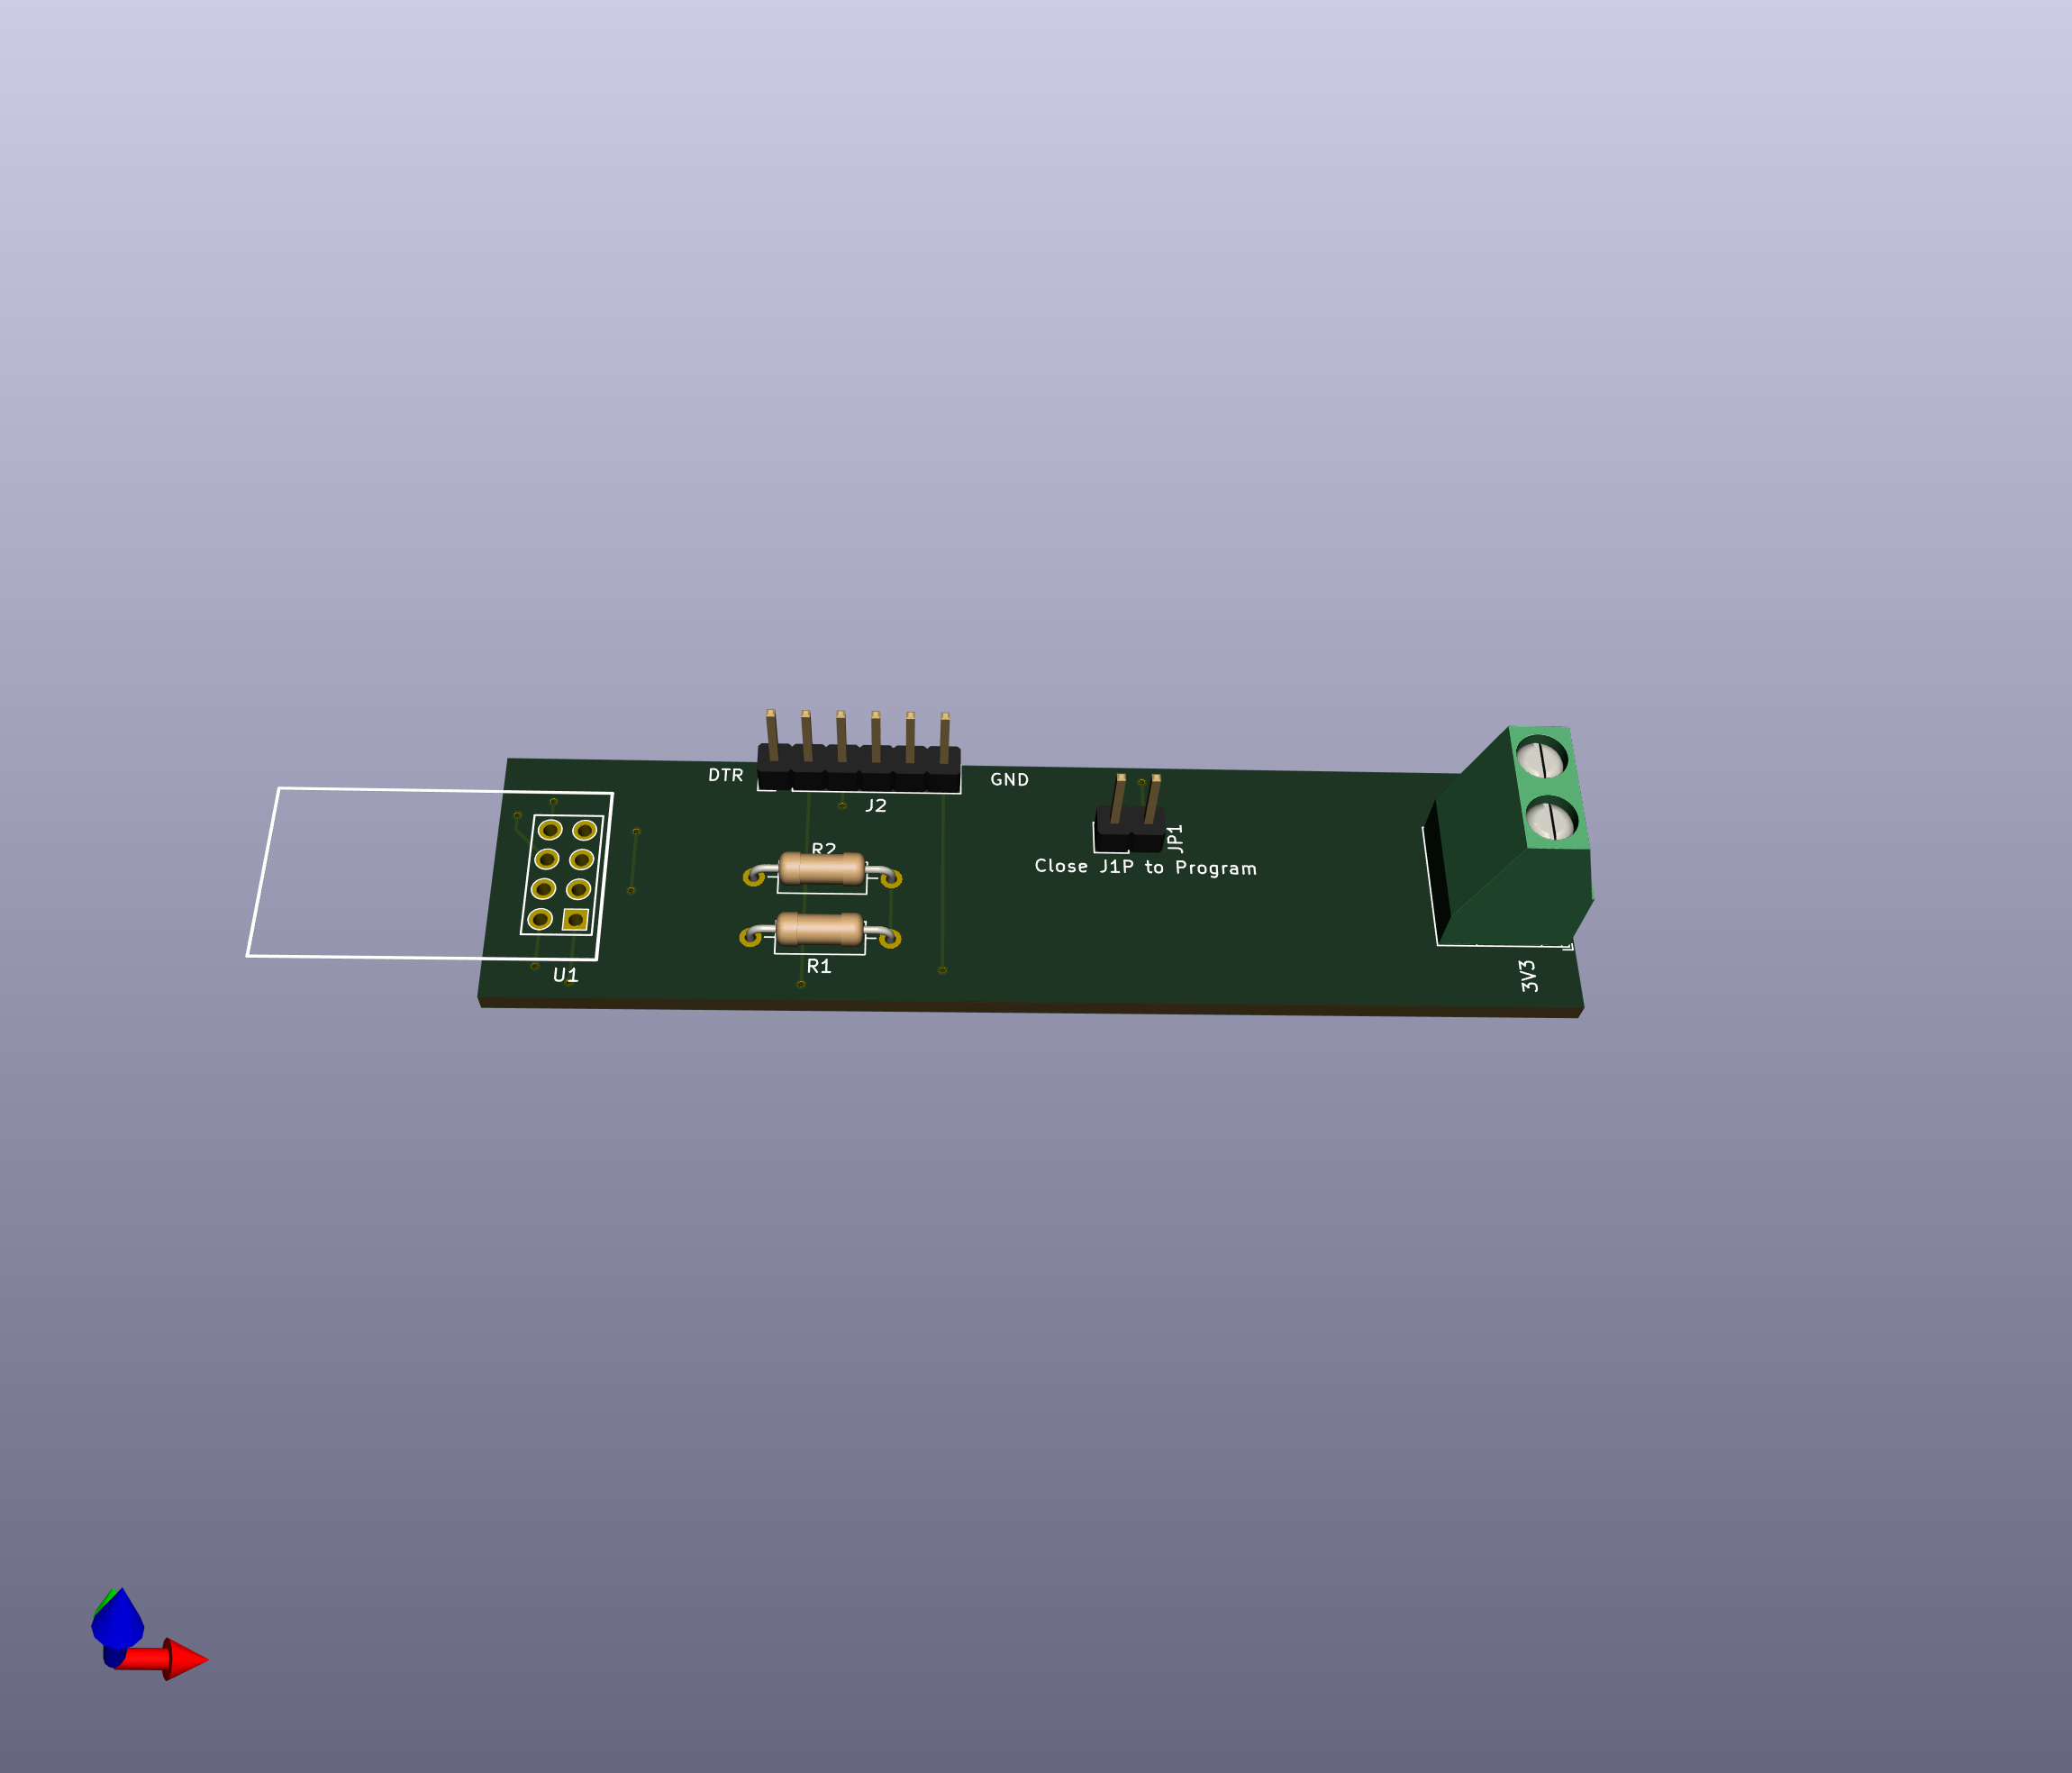 DTR
GND
J2
JP1
R2
Close J1P to Program
R1
U1
3V3